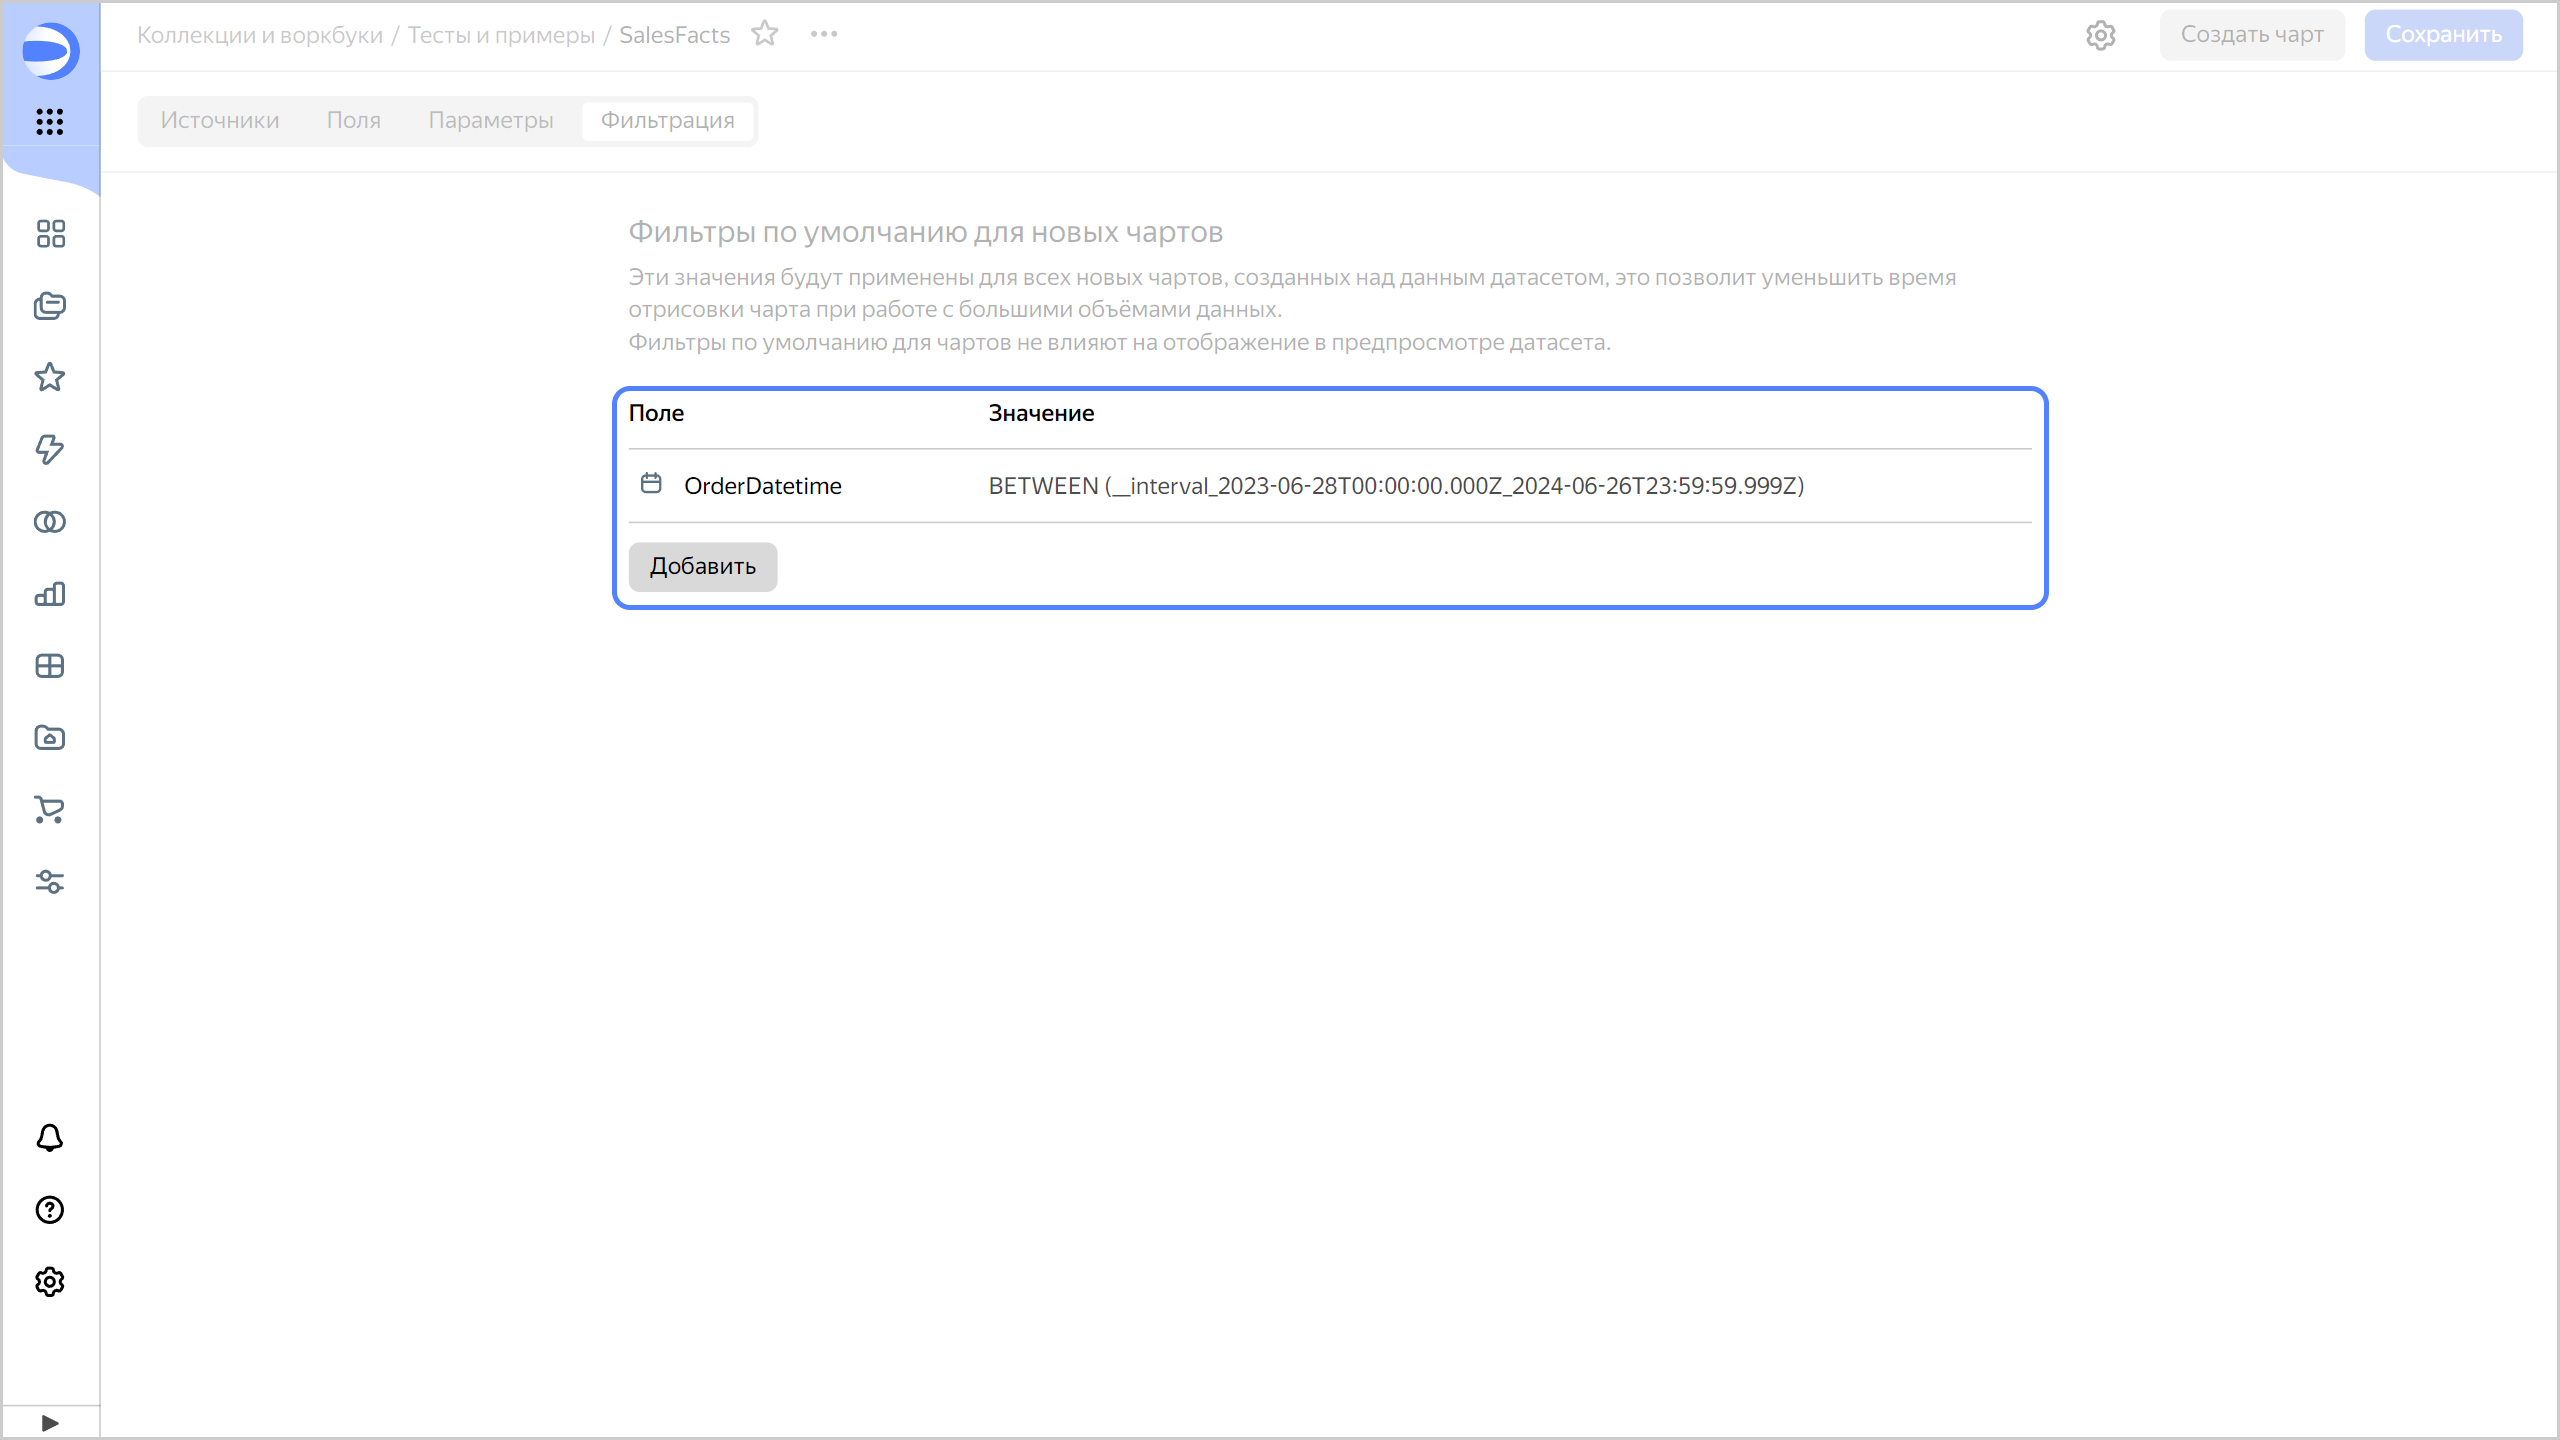 Коллекции и воркбуки / Тесты и примеры / SalesFacts
Создать чарт
Сохранить
Источники
Поля
Параметры
Фильтрация
Фильтры по умолчанию для новых чартов
Эти значения будут применены для всех новых чартов, созданных над данным датасетом, это позволит уменьшить время
отрисовки чарта при работе с большими объёмами данных.
Фильтры по умолчанию для чартов не влияют на отображение в предпросмотре датасета.
Поле
Значение
OrderDatetime
BETWEEN (__interval_2023-06-28T00:00:00.000Z_2024-06-26T23:59:59.999Z)
Добавить